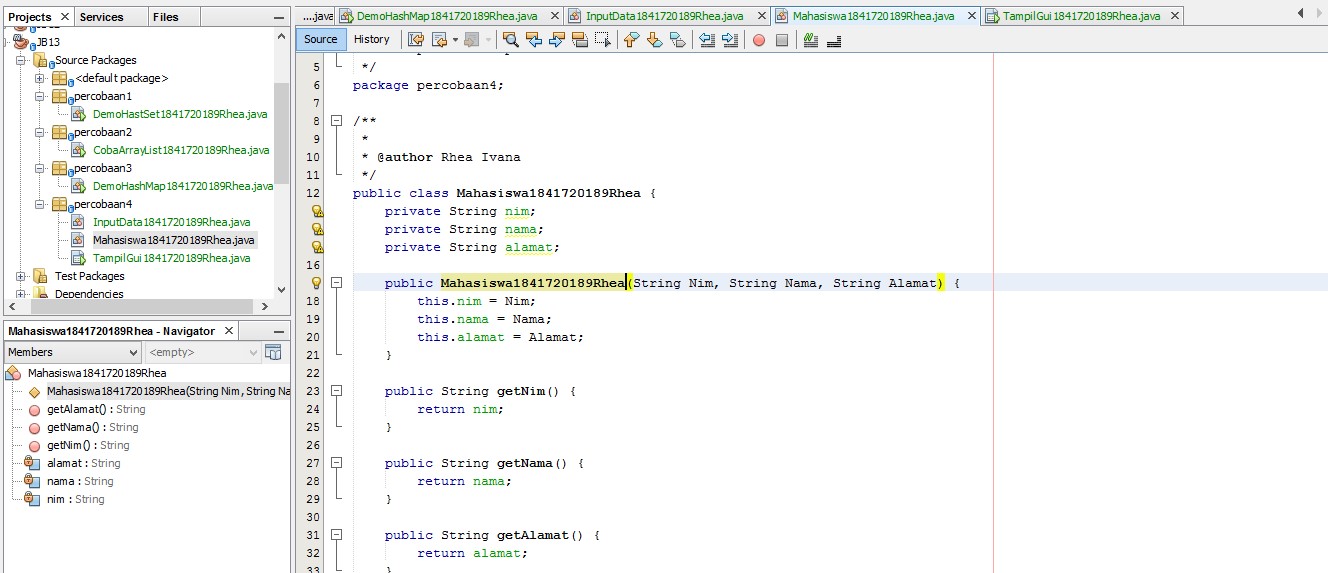 Projects Services Files
JB13
Source Packages
<default package>
percobaan1
DemoHastSet1841720189Rhea.java
percobaan2
CobaArrayList1841720189Rhea.java
percobaan3
DemoHashMap1841720189Rhea.java
percobaan4
InputData1841720189Rhea.java
Mahasiswa1841720189Rhea.java
TampilGui1841720189Rhea.java
Test Packages
Dependencies
Mahasiswa1841720189Rhea - Navigator
Members <empty>
Mahasiswa1841720189Rhea
Mahasiswa1841720189Rhea(String Nim, String Na
getAlamat() : String
getNama() : String
getNim() : String
alamat : String
nama : String
nim : String
....java DemoHashMap1841720189Rhea.java InputData1841720189Rhea.java Mahasiswa1841720189Rhea.java TampilGui1841720189Rhea.java
Source History
5 */
6 package percobaan4;
7
8 /**
9 *
10 * @author Rhea Ivana
11 */
12 public class Mahasiswa1841720189Rhea {
private String nim;
private String nama;
private String alamat;
16
public Mahasiswa1841720189Rhea(String Nim, String Nama, String Alamat) {
18 this.nim = Nim;
19 this.nama = Nama;
20 this.alamat = Alamat;
21 }
22
23 public String getNim() {
24 return nim;
25 }
26
27 public String getNama() {
28 return nama;
29 }
30
31 public String getAlamat() {
32 return alamat;
33 }